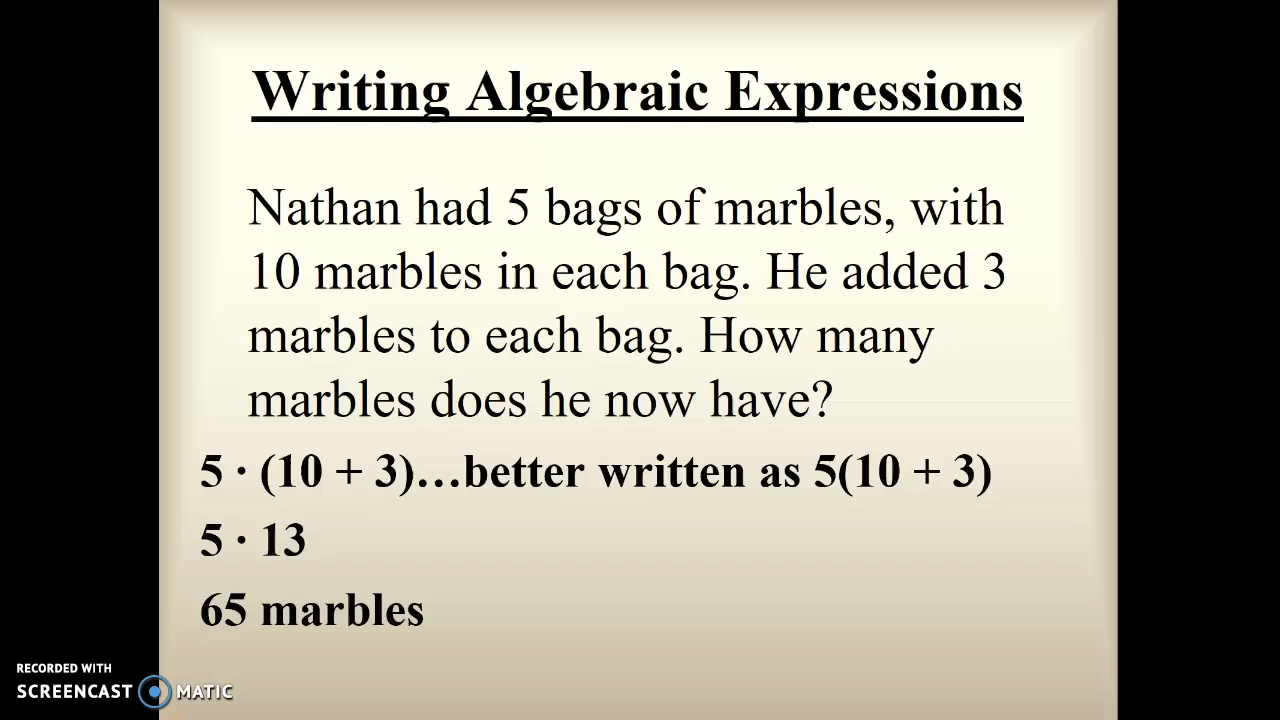 Writing Algebraic Expressions
Nathan had 5 bags of marbles, with
10 marbles in each bag. He added 3
marbles to each bag. How many
marbles does he now have?
5 · (10 + 3)…better written as 5(10 + 3)
5 · 13
65 marbles
RECORDED WITH
SCREENCAST MATIC